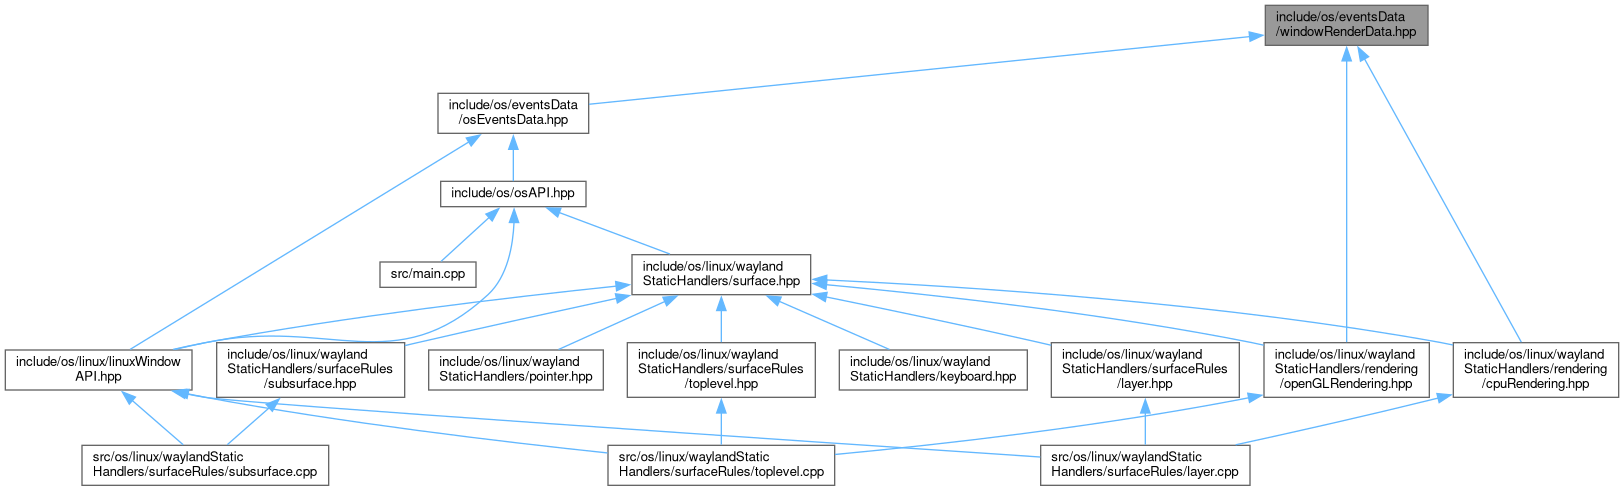 include/os/eventsData
/windowRenderData.hpp
include/os/eventsData
/osEventsData.hpp
include/os/osAPI.hpp
src/main.cpp
include/os/linux/wayland
StaticHandlers/surface.hpp
include/os/linux/linuxWindow
API.hpp
include/os/linux/wayland
StaticHandlers/surfaceRules
/subsurface.hpp
include/os/linux/wayland
StaticHandlers/pointer.hpp
include/os/linux/wayland
StaticHandlers/surfaceRules
/toplevel.hpp
include/os/linux/wayland
StaticHandlers/keyboard.hpp
include/os/linux/wayland
StaticHandlers/surfaceRules
/layer.hpp
include/os/linux/wayland
StaticHandlers/rendering
/openGLRendering.hpp
include/os/linux/wayland
StaticHandlers/rendering
/cpuRendering.hpp
src/os/linux/waylandStatic
Handlers/surfaceRules/subsurface.cpp
src/os/linux/waylandStatic
Handlers/surfaceRules/toplevel.cpp
src/os/linux/waylandStatic
Handlers/surfaceRules/layer.cpp